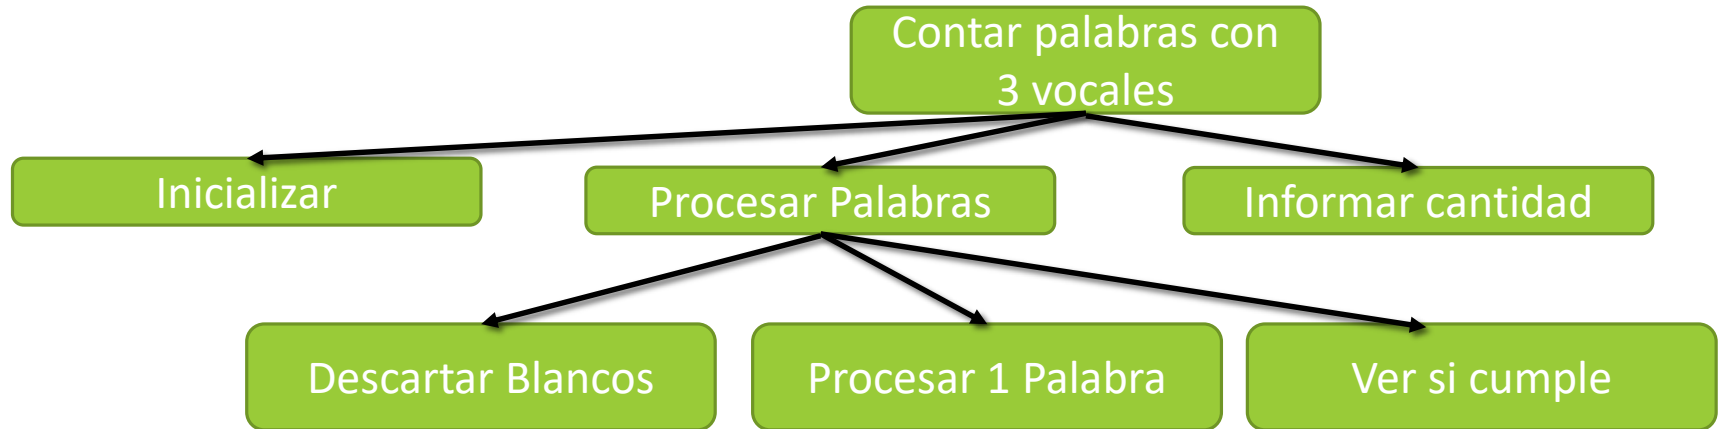 Contar palabras con
3 vocales
Inicializar
Procesar Palabras
Informar cantidad
Descartar Blancos
Procesar 1 Palabra
Ver si cumple